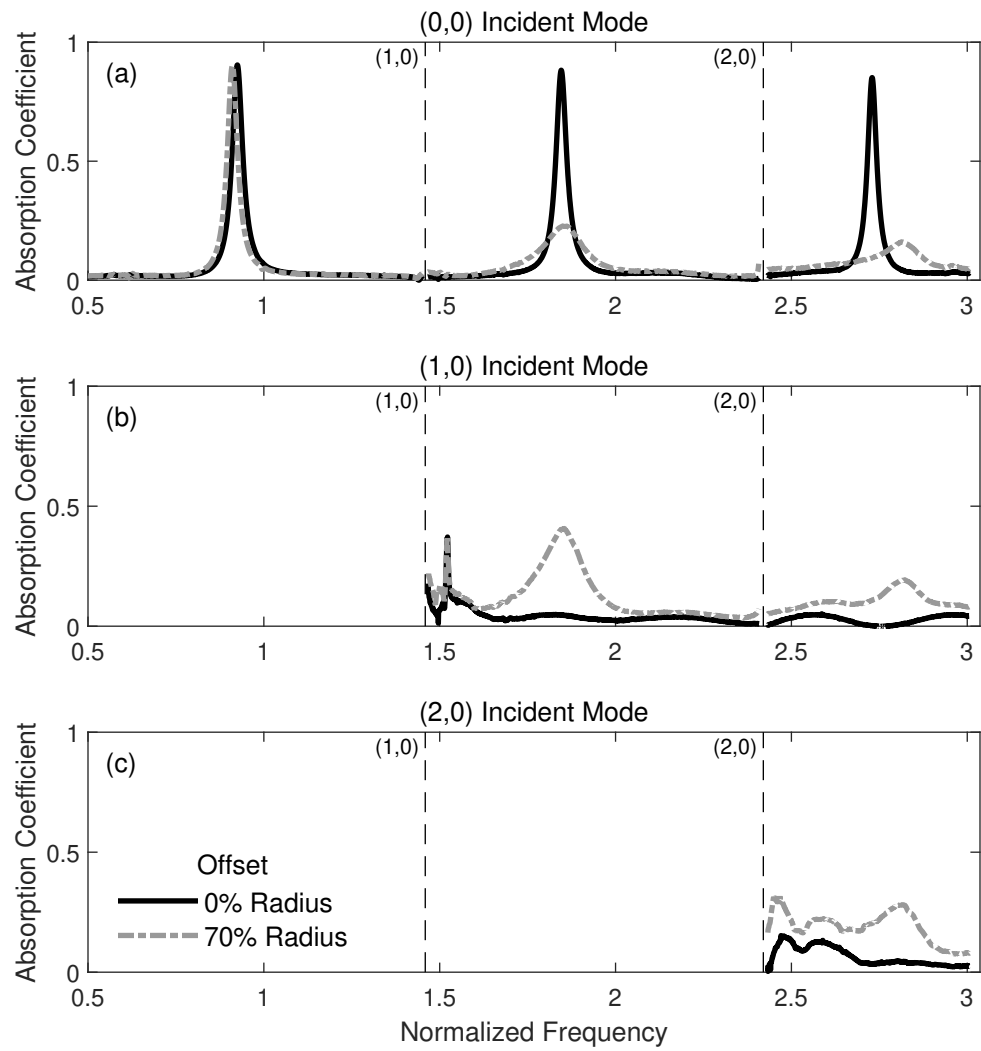 (0,0) Incident Mode
Absorption Coefficient
1
0.5
0
(a)
(1,0)
(2,0)
0.5
1
1.5
2
2.5
3
(1,0) Incident Mode
Absorption Coefficient
1
0.5
0
(b)
(1,0)
(2,0)
0.5
1
1.5
2
2.5
3
(2,0) Incident Mode
Absorption Coefficient
1
0.5
0
(c)
(1,0)
(2,0)
Offset
0% Radius
70% Radius
0.5
1
1.5
2
2.5
3
Normalized Frequency